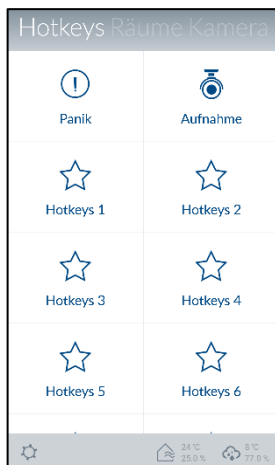 Hotkeys Räume Kamera
Panik
Aufnahme
Hotkeys 1
Hotkeys 2
Hotkeys 3
Hotkeys 4
Hotkeys 5
Hotkeys 6
24 °C
25.0 %
8 °C
77.0 %